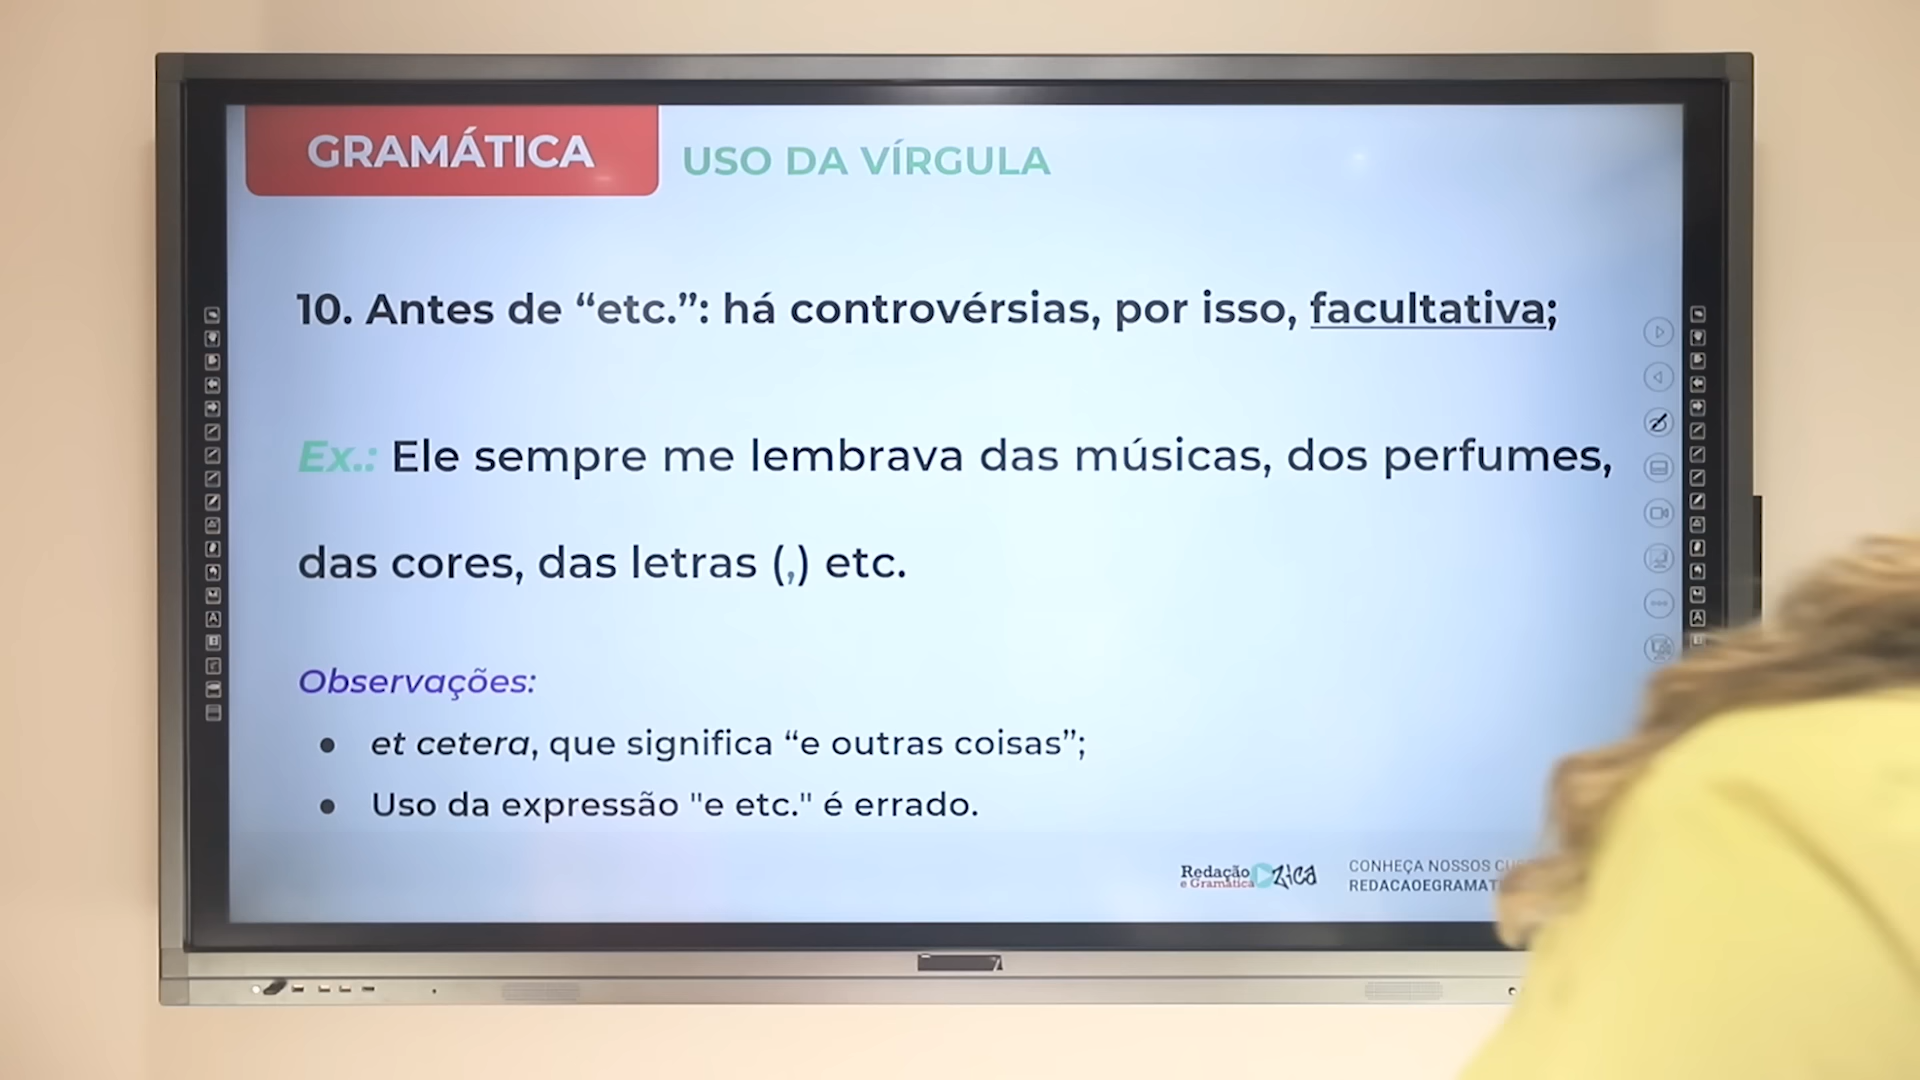 GRAMÁTICA
USO DA VÍRGULA
10. Antes de “etc.”: há controvérsias, por isso, facultativa;
Ex.: Ele sempre me lembrava das músicas, dos perfumes,
das cores, das letras (,) etc.
Observações:
● et cetera, que significa “e outras coisas”;
● Uso da expressão "e etc." é errado.
Redação
e Gramática
Zica
CONHEÇA NOSSOS